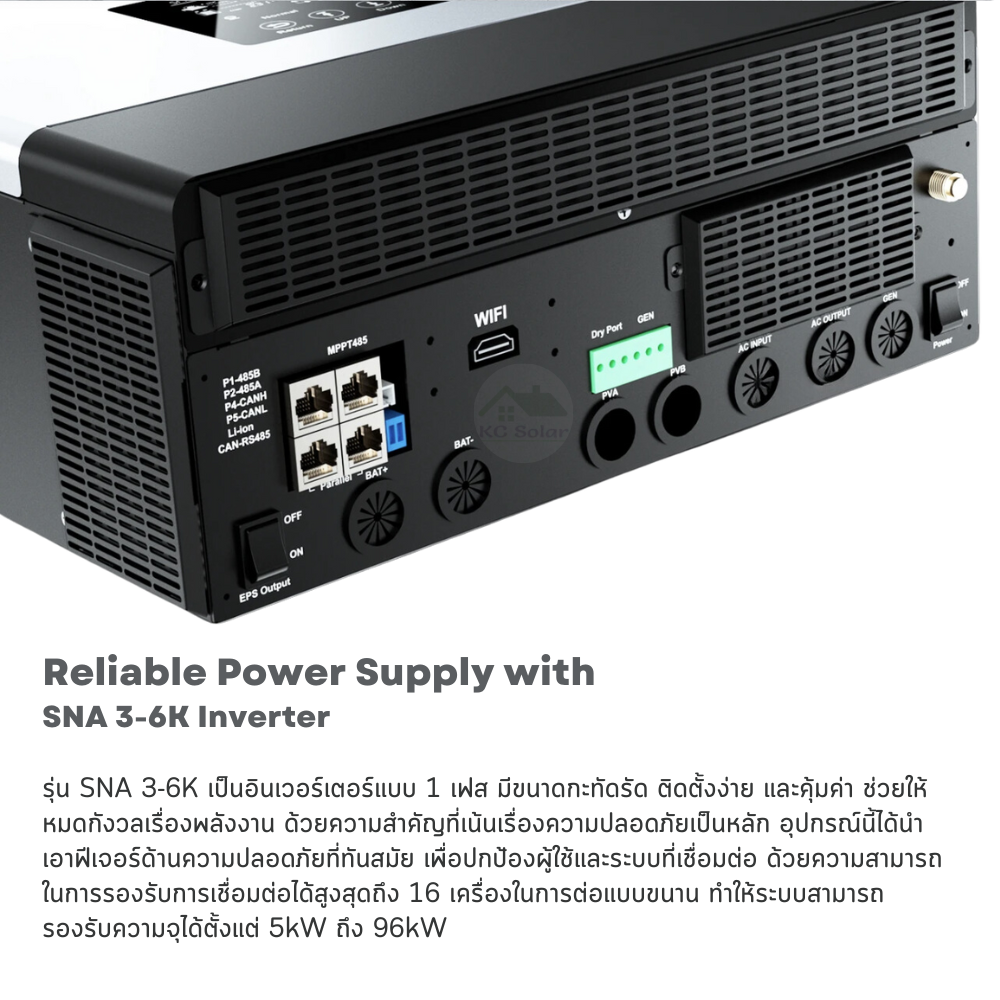 Normal
Return
UP
Down
WIFI
MPPT485
P1-485B
P2-485A
P4-CANH
P5-CANL
Li-ion
CAN-RS485
Parallel
BAT+
BAT-
Dry Port GEN
PVA
PVB
AC INPUT
AC OUTPUT
GEN
OFF
ON
Power
OFF
ON
EPS Output
KC Solar
Reliable Power Supply with
SNA 3-6K Inverter
รุ่น SNA 3-6K เป็นอินเวอร์เตอร์แบบ 1 เฟส มีขนาดกะทัดรัด ติดตั้งง่าย และคุ้มค่า ช่วยให้
หมดกังวลเรื่องพลังงาน ด้วยความสำคัญที่เน้นเรื่องความปลอดภัยเป็นหลัก อุปกรณ์นี้ได้นำ
เอาฟีเจอร์ด้านความปลอดภัยที่ทันสมัย เพื่อปกป้องผู้ใช้และระบบที่เชื่อมต่อ ด้วยความสามารถ
ในการรองรับการเชื่อมต่อได้สูงสุดถึง 16 เครื่องในการต่อแบบขนาน ทำให้ระบบสามารถ
รองรับความจุได้ตั้งแต่ 5kW ถึง 96kW